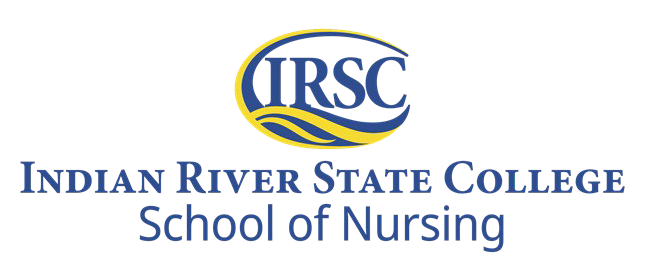 IRSC
INDIAN RIVER STATE COLLEGE
School of Nursing